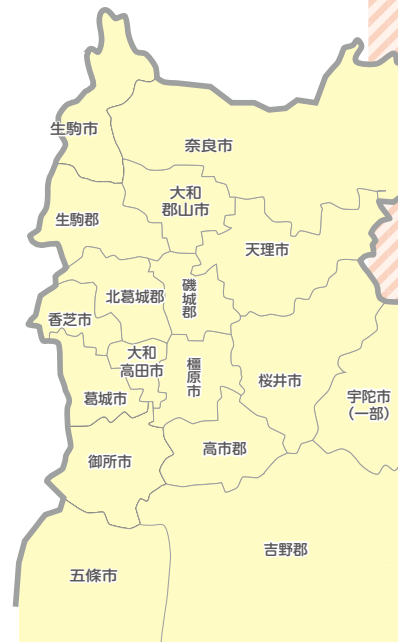 生駒市
奈良市
大和
郡山市
生駒郡
天理市
北葛城郡
磯城郡
香芝市
大和
高田市
橿原市
桜井市
宇陀市
（一部）
葛城市
高市郡
御所市
吉野郡
五條市